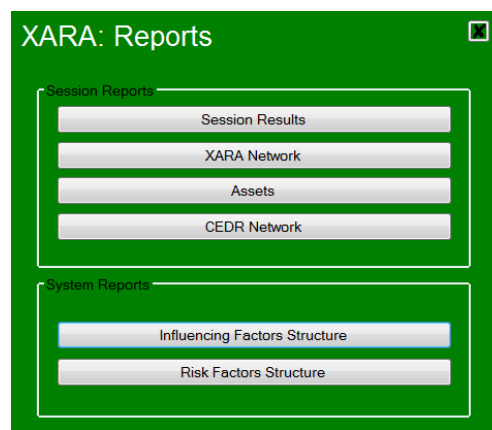 XARA: Reports
X
Session Reports
Session Results
XARA Network
Assets
CEDR Network
System Reports
Influencing Factors Structure
Risk Factors Structure